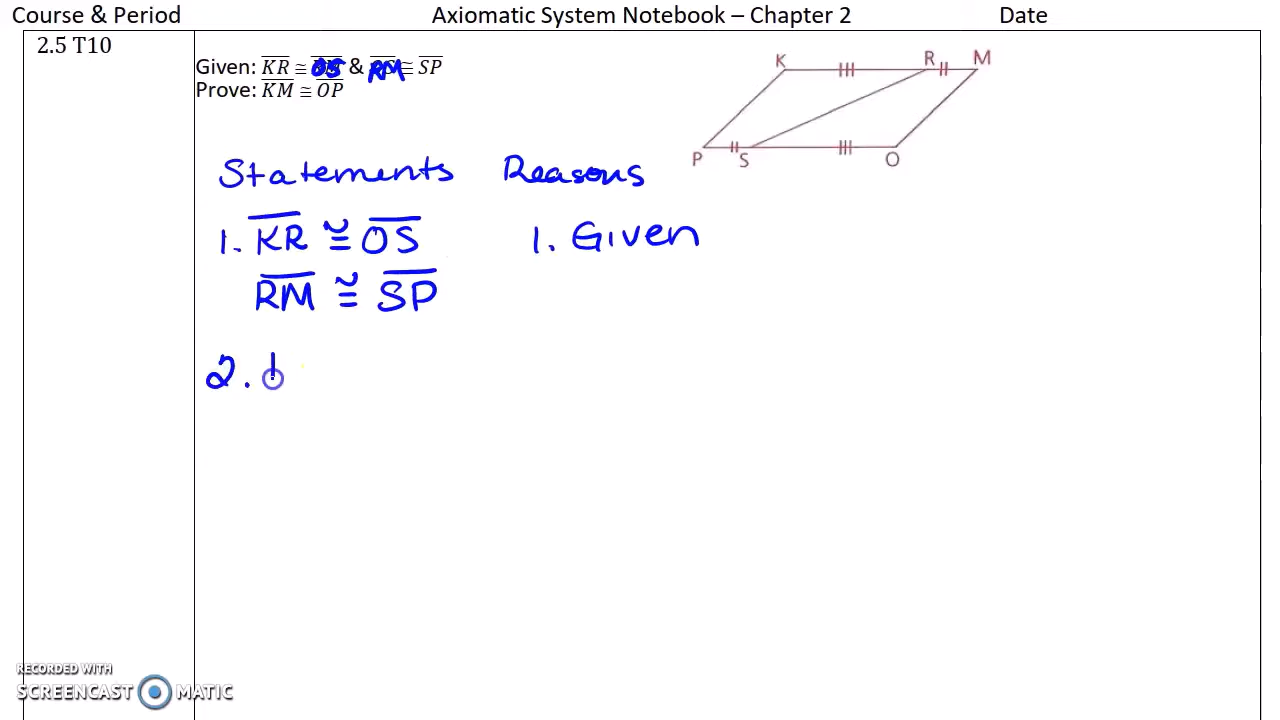 Course & Period Axiomatic System Notebook – Chapter 2 Date
2.5 T10
Given: KR ≅ OS & RM ≅ SP
Prove: KM ≅ OP
K R M
P S O
Statements Reasons
1. KR ≅ OS 1. Given
RM ≅ SP
2.
RECORDED WITH
SCREENCAST MATIC